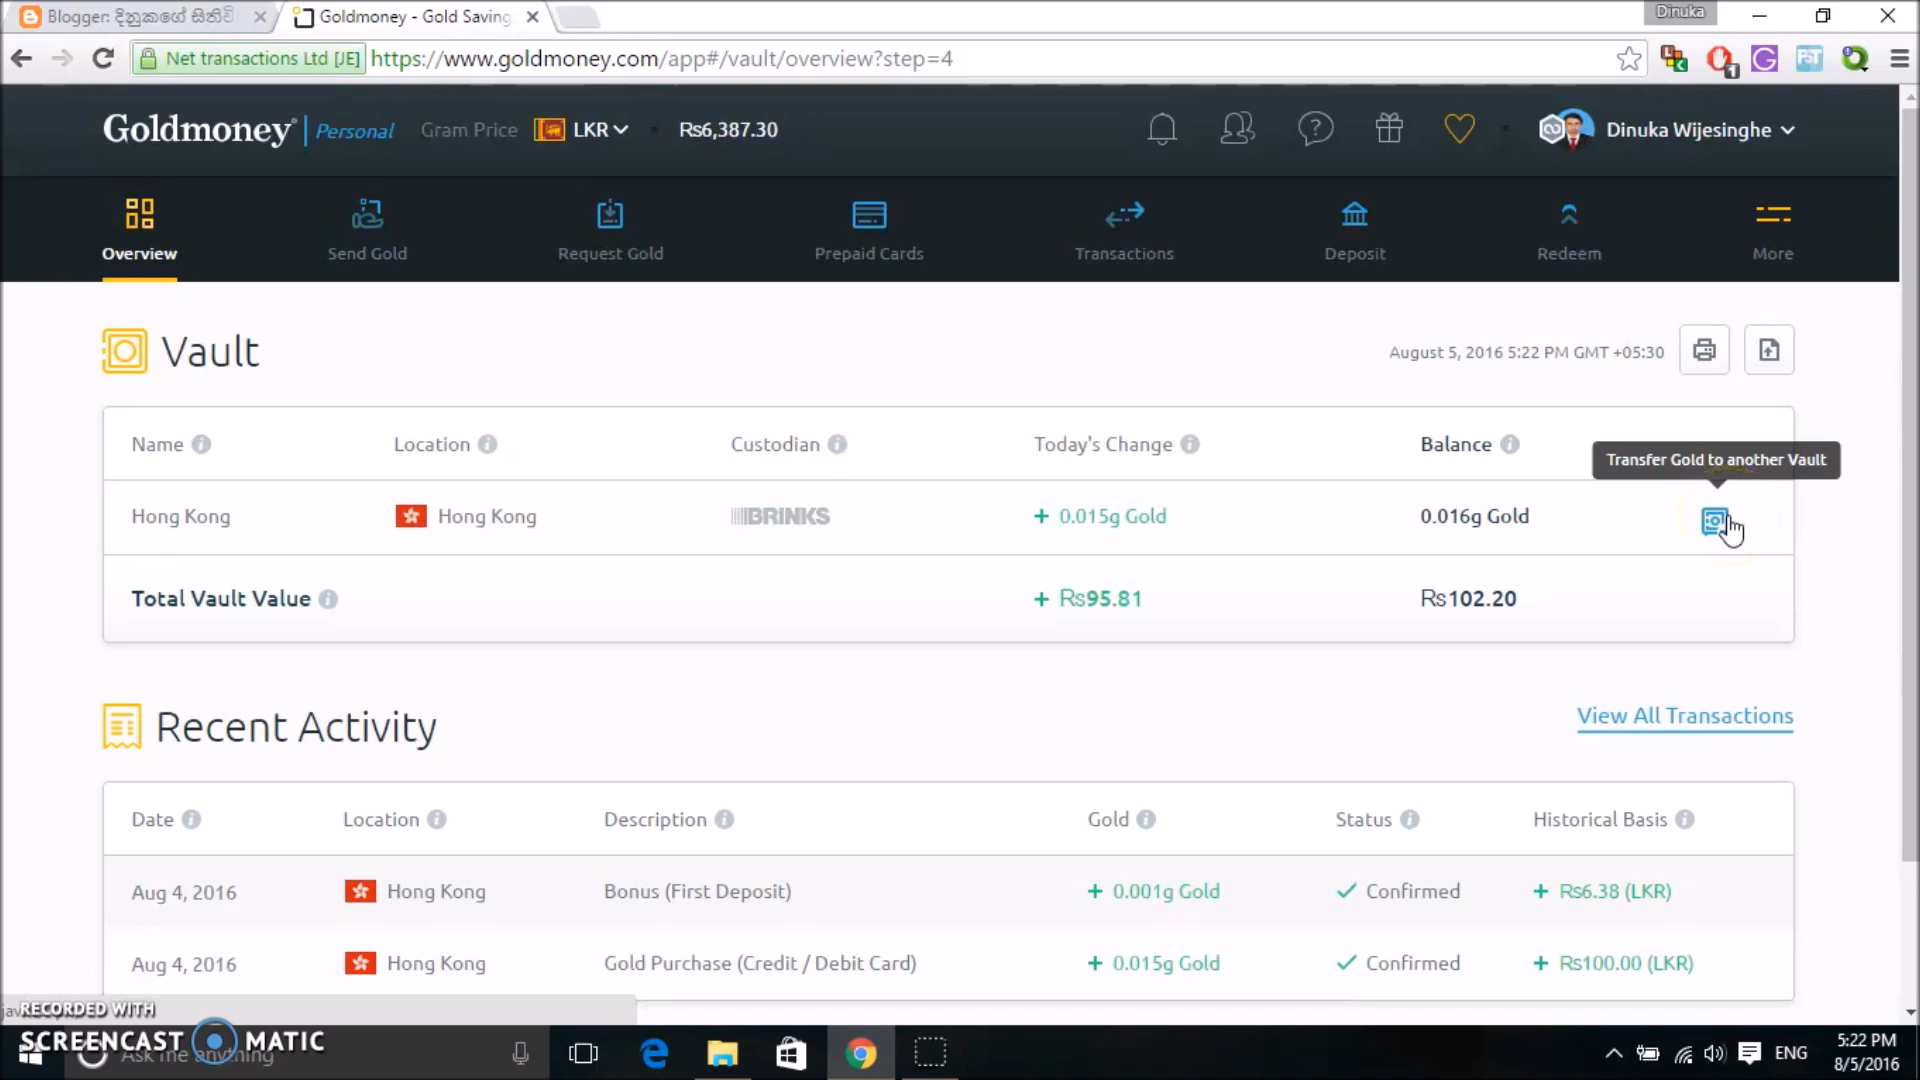 Blogger: දිනුකගේ සිතිවි
Goldmoney - Gold Saving
Dinuka
Net transactions Ltd [JE] https://www.goldmoney.com/app#/vault/overview?step=4
1
Goldmoney Personal Gram Price LKR Rs6,387.30 Dinuka Wijesinghe
Overview Send Gold Request Gold Prepaid Cards Transactions Deposit Redeem More
Vault August 5, 2016 5:22 PM GMT +05:30
Name Location Custodian Today's Change Balance
Transfer Gold to another Vault
Hong Kong Hong Kong BRINKS + 0.015g Gold 0.016g Gold
Total Vault Value + Rs95.81 Rs102.20
Recent Activity View All Transactions
Date Location Description Gold Status Historical Basis
Aug 4, 2016 Hong Kong Bonus (First Deposit) + 0.001g Gold Confirmed + Rs6.38 (LKR)
Aug 4, 2016 Hong Kong Gold Purchase (Credit / Debit Card) + 0.015g Gold Confirmed + Rs100.00 (LKR)
RECORDED WITH
SCREENCAST MATIC
Ask me anything
ENG
5:22 PM
8/5/2016